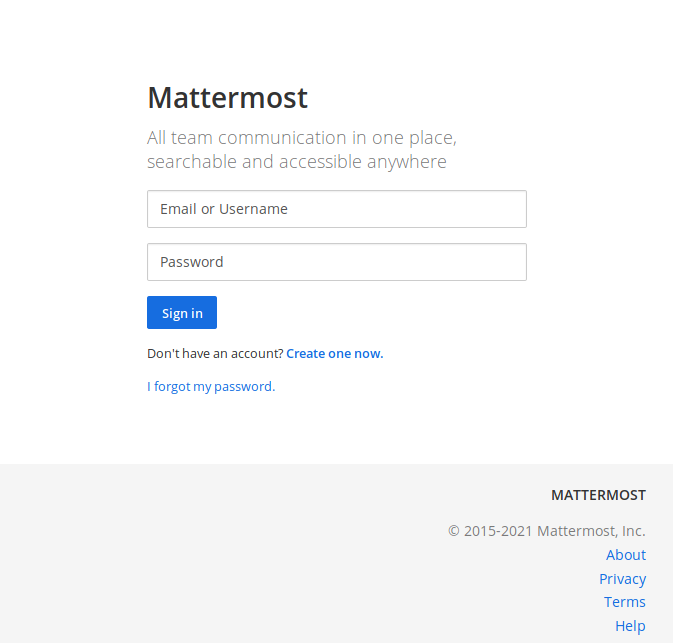 Mattermost
All team communication in one place,
searchable and accessible anywhere
Email or Username
Password
Sign in
Don't have an account? Create one now.
I forgot my password.
MATTERMOST
© 2015-2021 Mattermost, Inc.
About
Privacy
Terms
Help